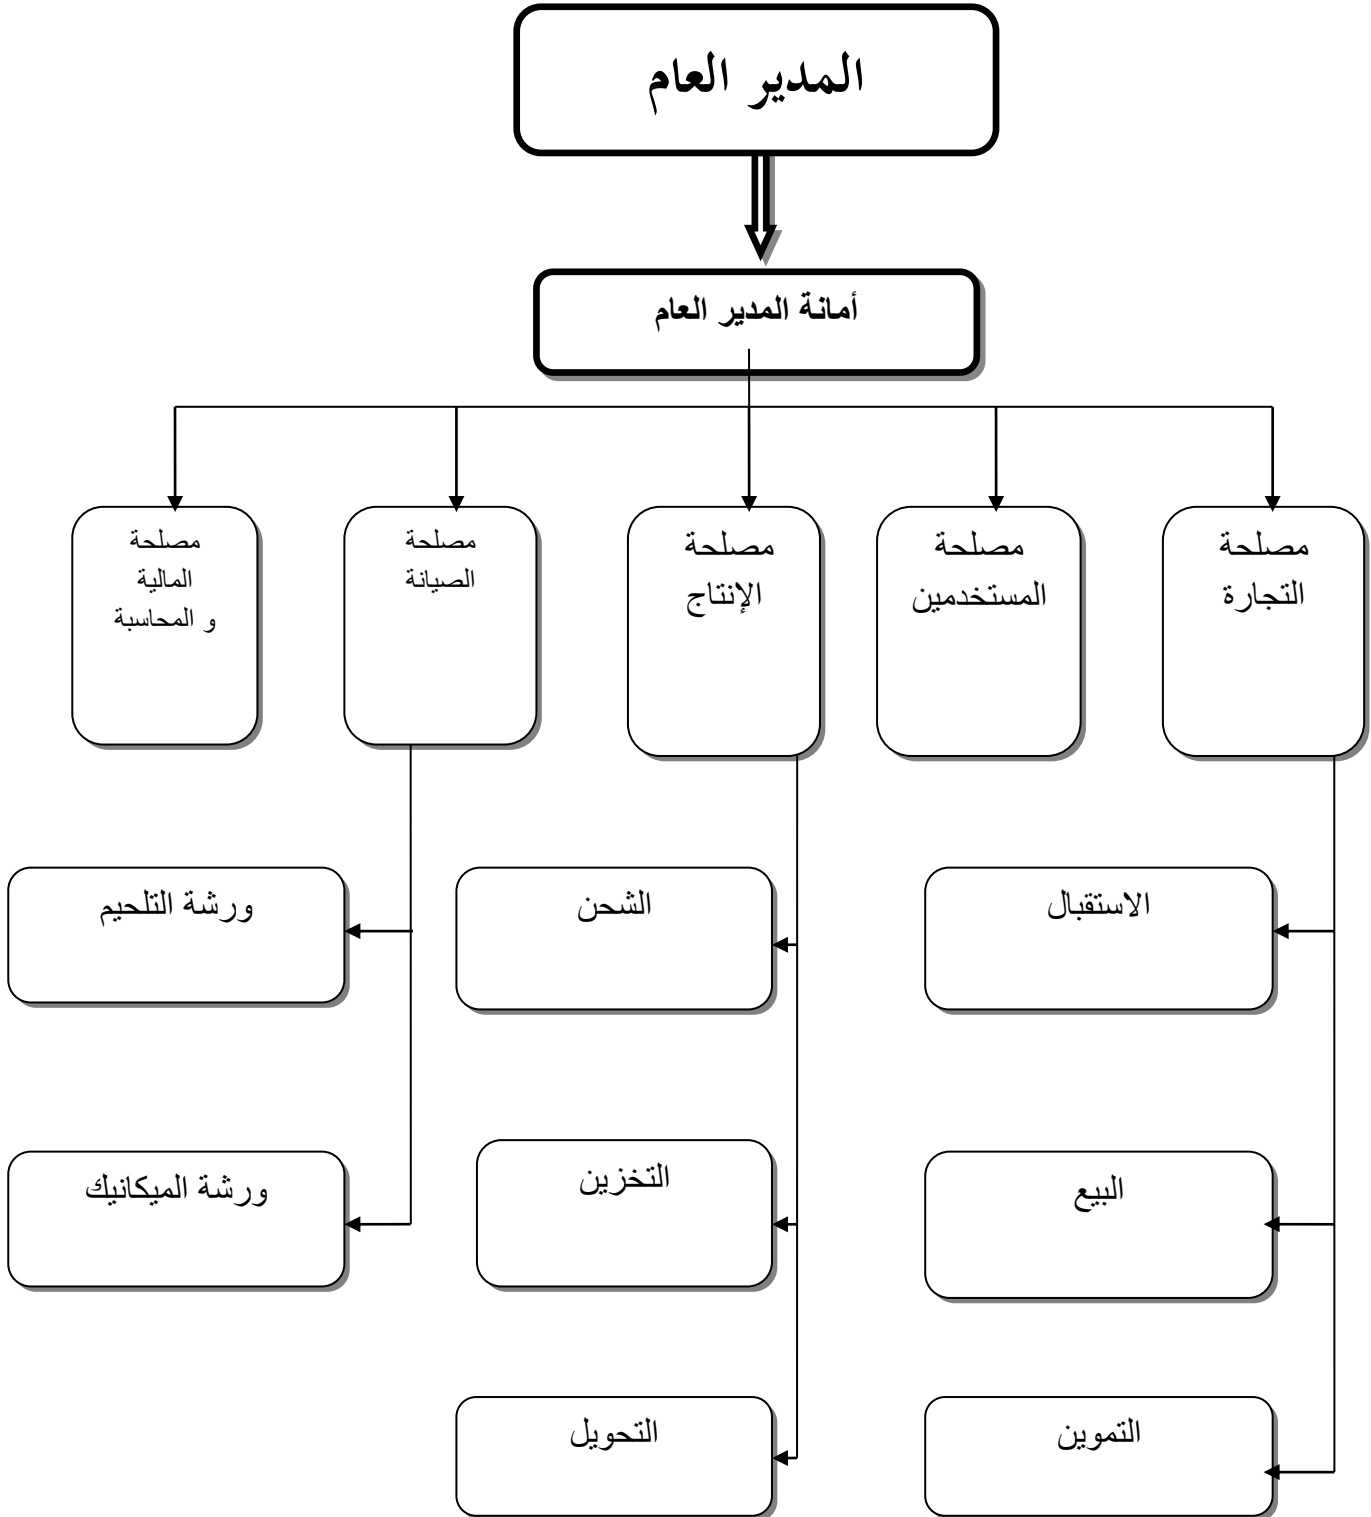 المدير العام
أمانة المدير العام
مصلحة
التجارة
مصلحة
المستخدمين
مصلحة
الإنتاج
مصلحة
الصيانة
مصلحة
المالية
و المحاسبة
الاستقبال
الشحن
ورشة التلحيم
البيع
التخزين
ورشة الميكانيك
التموين
التحويل